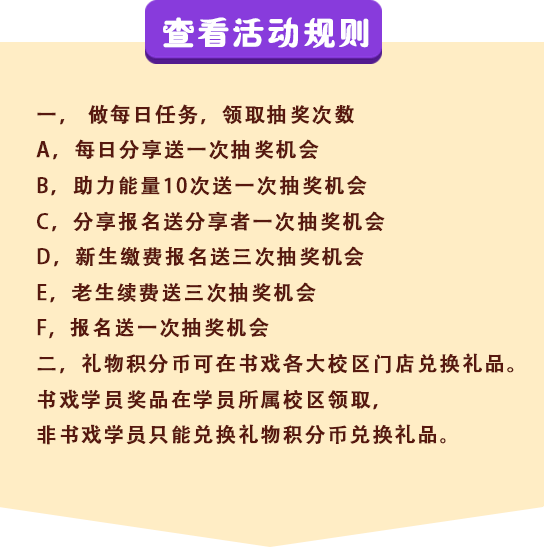 查看活动规则
一， 做每日任务，领取抽奖次数
A，每日分享送一次抽奖机会
B，助力能量10次送一次抽奖机会
C，分享报名送分享者一次抽奖机会
D，新生缴费报名送三次抽奖机会
E，老生续费送三次抽奖机会
F，报名送一次抽奖机会
二，礼物积分币可在书戏各大校区门店兑换礼品。
书戏学员奖品在学员所属校区领取，
非书戏学员只能兑换礼物积分币兑换礼品。